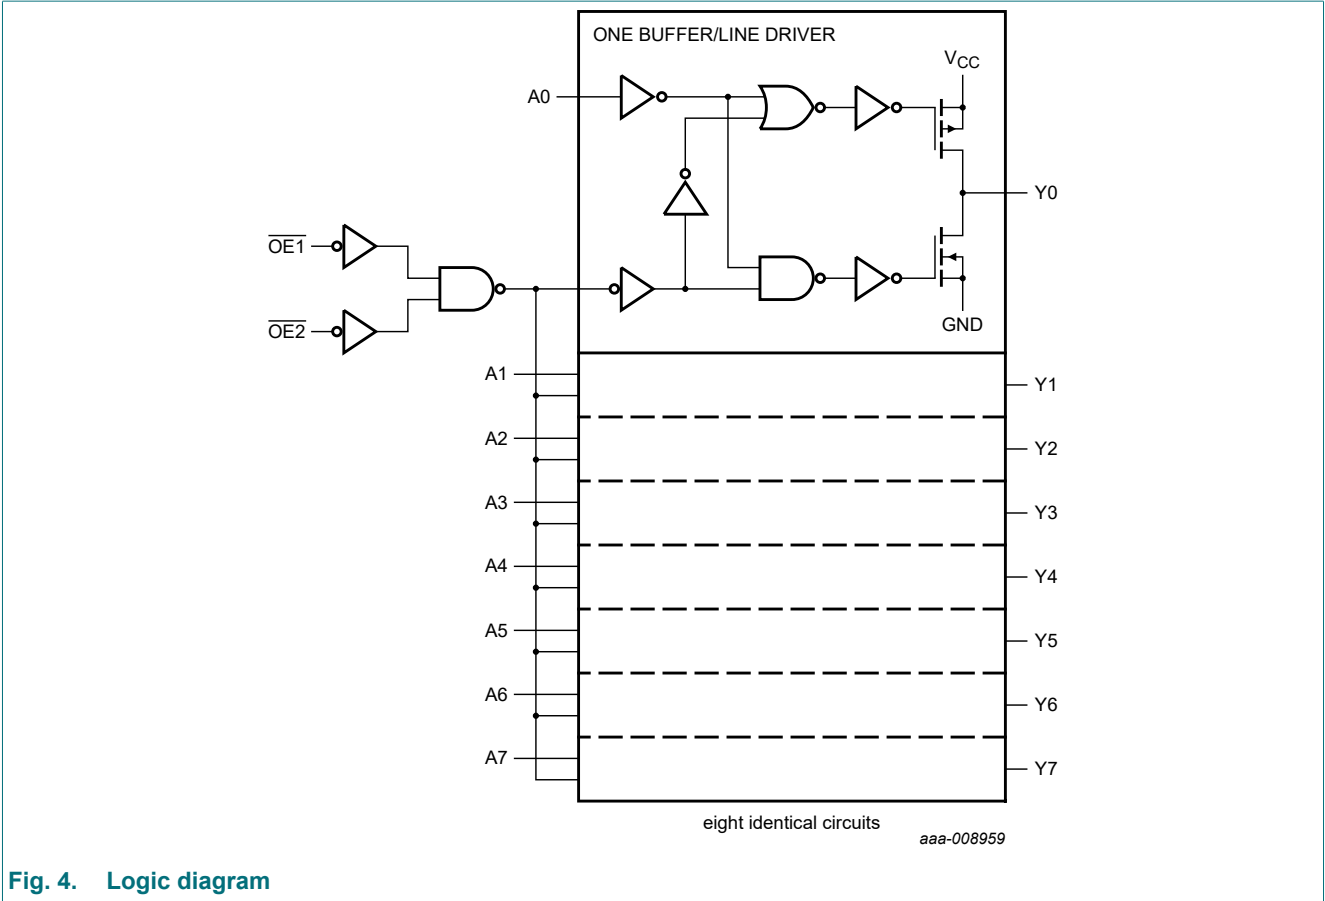 ONE BUFFER/LINE DRIVER
VCC
A0
Y0
OE1
OE2
GND
A1
Y1
A2
Y2
A3
Y3
A4
Y4
A5
Y5
A6
Y6
A7
Y7
eight identical circuits
aaa-008959
Fig. 4. Logic diagram